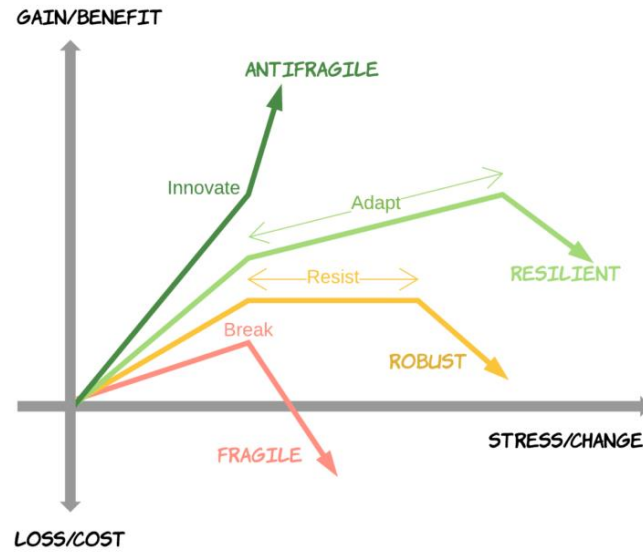 GAIN/BENEFIT
ANTIFRAGILE
Innovate
Adapt
RESILIENT
Resist
Break
ROBUST
STRESS/CHANGE
FRAGILE
LOSS/COST